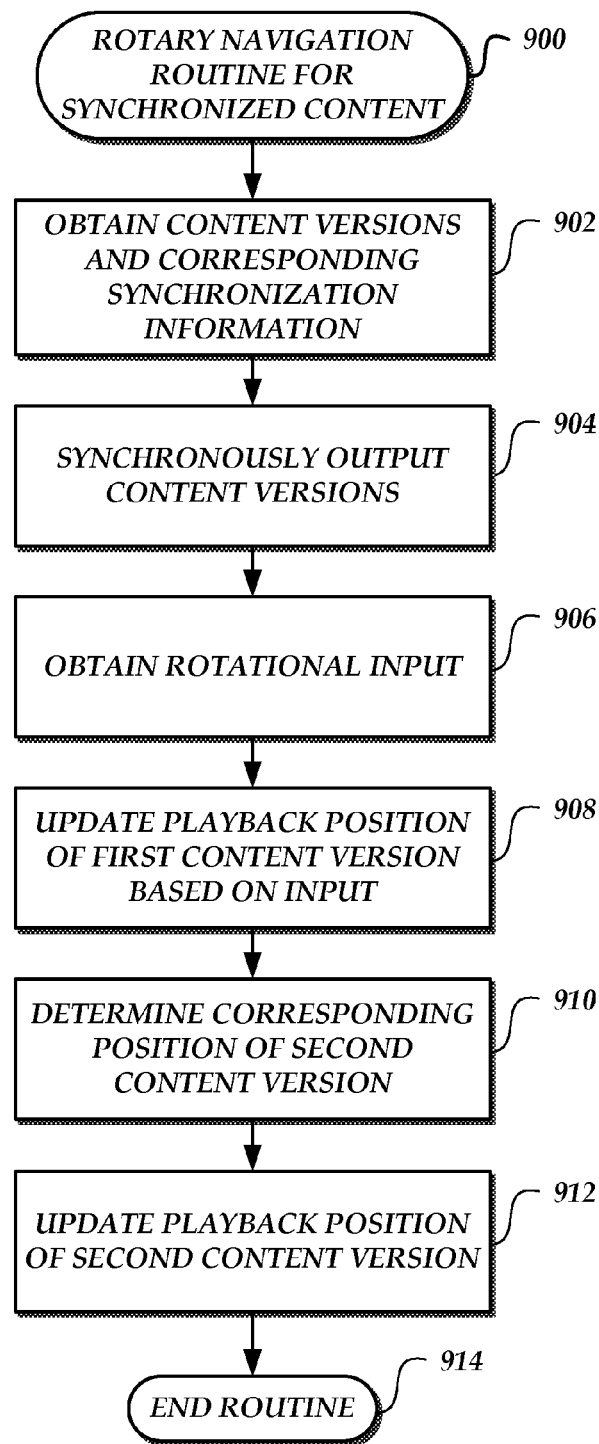 ROTARY NAVIGATION
ROUTINE FOR
SYNCHRONIZED CONTENT
900
OBTAIN CONTENT VERSIONS
AND CORRESPONDING
SYNCHRONIZATION
INFORMATION
902
SYNCHRONOUSLY OUTPUT
CONTENT VERSIONS
904
OBTAIN ROTATIONAL INPUT
906
UPDATE PLAYBACK POSITION
OF FIRST CONTENT VERSION
BASED ON INPUT
908
DETERMINE CORRESPONDING
POSITION OF SECOND
CONTENT VERSION
910
UPDATE PLAYBACK POSITION
OF SECOND CONTENT VERSION
912
END ROUTINE
914